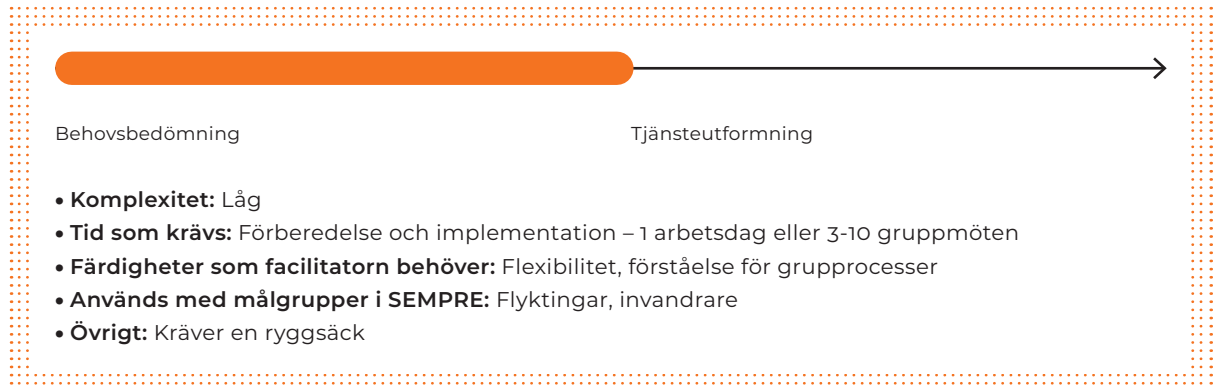 Behovsbedömning Tjänsteutformning
• Komplexitet: Låg
• Tid som krävs: Förberedelse och implementation – 1 arbetsdag eller 3-10 gruppmöten
• Färdigheter som facilitatorn behöver: Flexibilitet, förståelse för grupprocesser
• Används med målgrupper i SEMPRE: Flyktingar, invandrare
• Övrigt: Kräver en ryggsäck